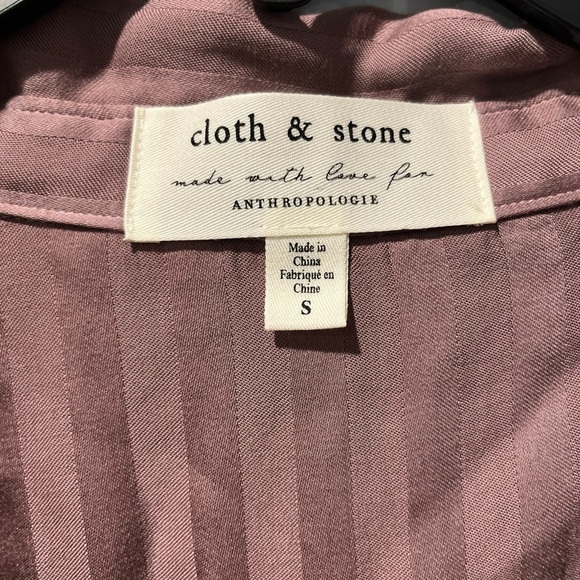 cloth & stone
made with love for
ANTHROPOLOGIE
Made in
China
Fabriqué en
Chine
S